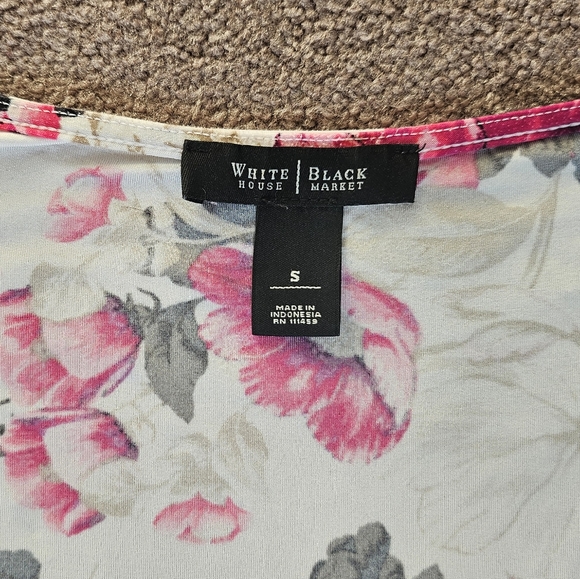 WHITE | BLACK
HOUSE | MARKET
S
MADE IN
INDONESIA
RN 111459